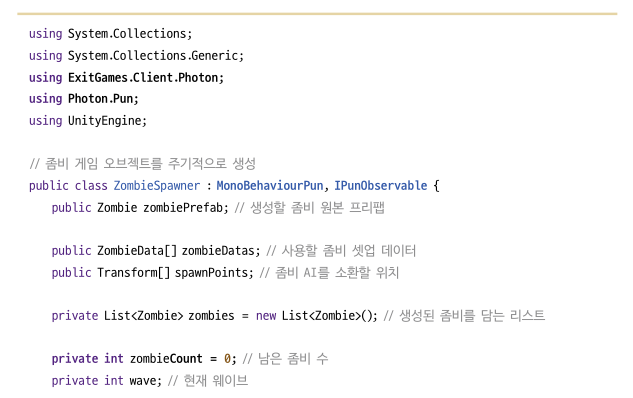 using System.Collections;
using System.Collections.Generic;
using ExitGames.Client.Photon;
using Photon.Pun;
using UnityEngine;
// 좀비 게임 오브젝트를 주기적으로 생성
public class ZombieSpawner : MonoBehaviourPun, IPunObservable {
public Zombie zombiePrefab; // 생성할 좀비 원본 프리팹
public ZombieData[] zombieDatas; // 사용할 좀비 셋업 데이터
public Transform[] spawnPoints; // 좀비 AI를 소환할 위치
private List<Zombie> zombies = new List<Zombie>(); // 생성된 좀비를 담는 리스트
private int zombieCount = 0; // 남은 좀비 수
private int wave; // 현재 웨이브